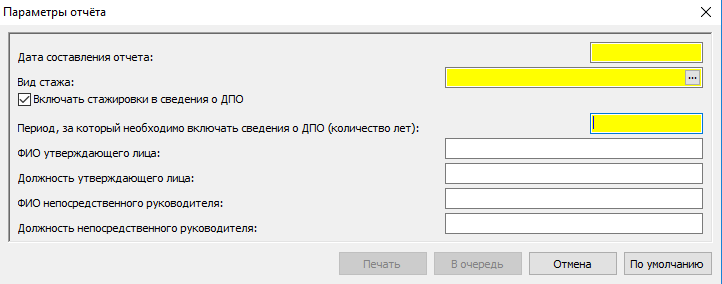 Параметры отчёта
Дата составления отчета:
Вид стажа:
...
Включать стажировки в сведения о ДПО
Период, за который необходимо включать сведения о ДПО (количество лет):
ФИО утверждающего лица:
Должность утверждающего лица:
ФИО непосредственного руководителя:
Должность непосредственного руководителя:
Печать В очередь Отмена По умолчанию